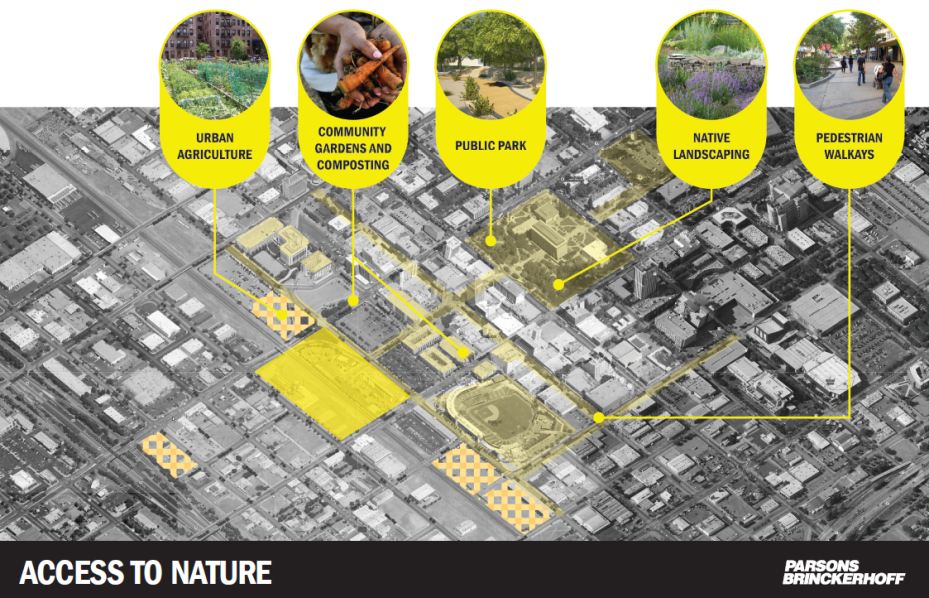 URBAN
AGRICULTURE
COMMUNITY
GARDENS AND
COMPOSTING
PUBLIC PARK
NATIVE
LANDSCAPING
PEDESTRIAN
WALKAYS
ACCESS TO NATURE
PARSONS
BRINCKERHOFF